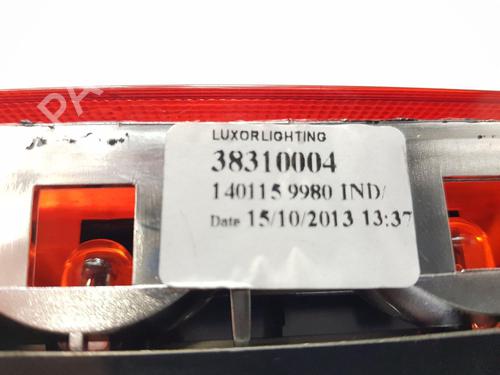 LUXORLIGHTING
38310004
140115 9980 IND/
Date 15/10/2013 13:37